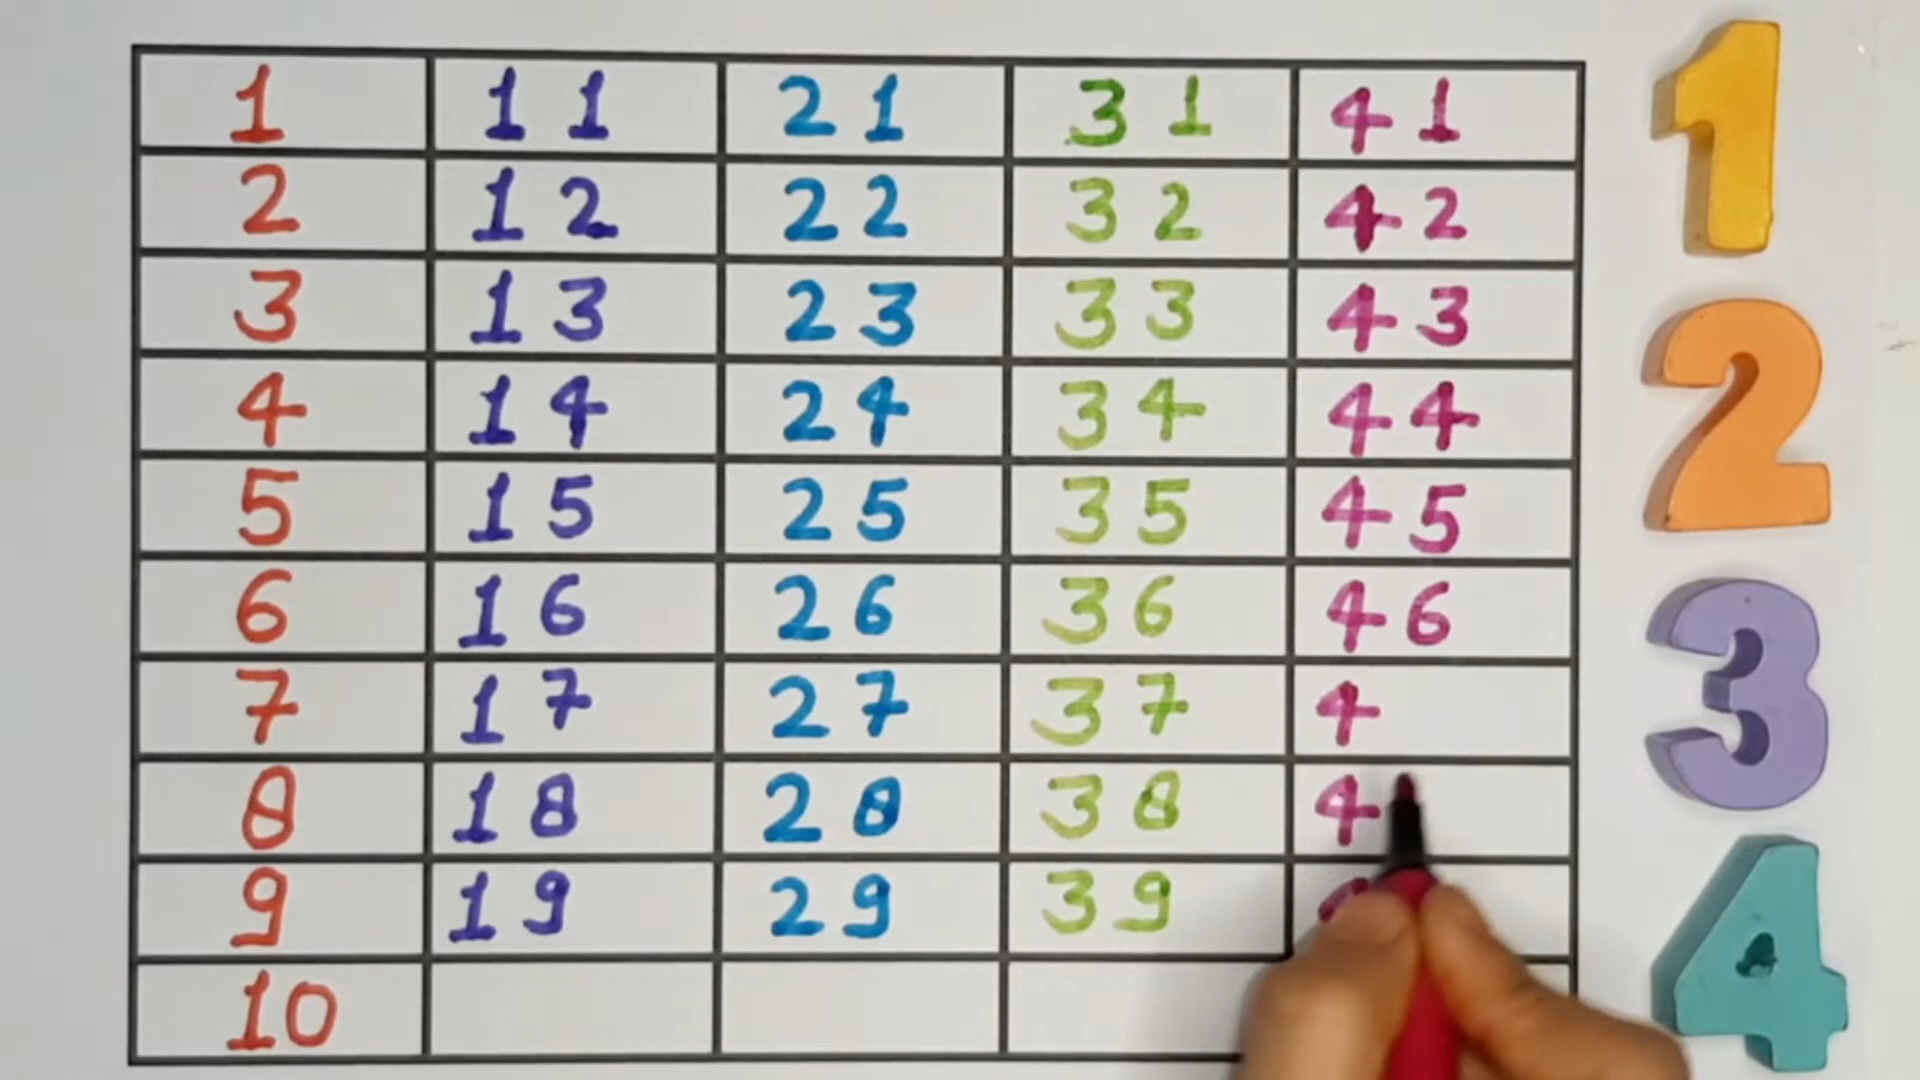 1 11 21 31 41
2 12 22 32 42
3 13 23 33 43
4 14 24 34 44
5 15 25 35 45
6 16 26 36 46
7 17 27 37 4
8 18 28 38 4
9 19 29 39
10
1
2
3
4